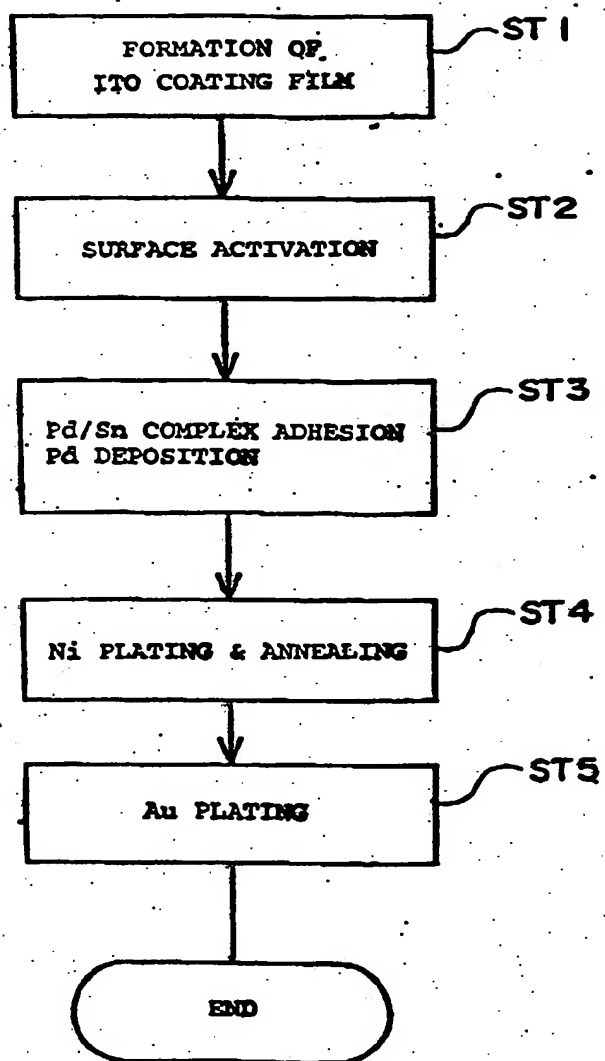 FORMATION OF
ITO COATING FILM
ST1
SURFACE ACTIVATION
ST2
Pd/Sn COMPLEX ADHESION
Pd DEPOSITION
ST3
Ni PLATING & ANNEALING
ST4
Au PLATING
ST5
END